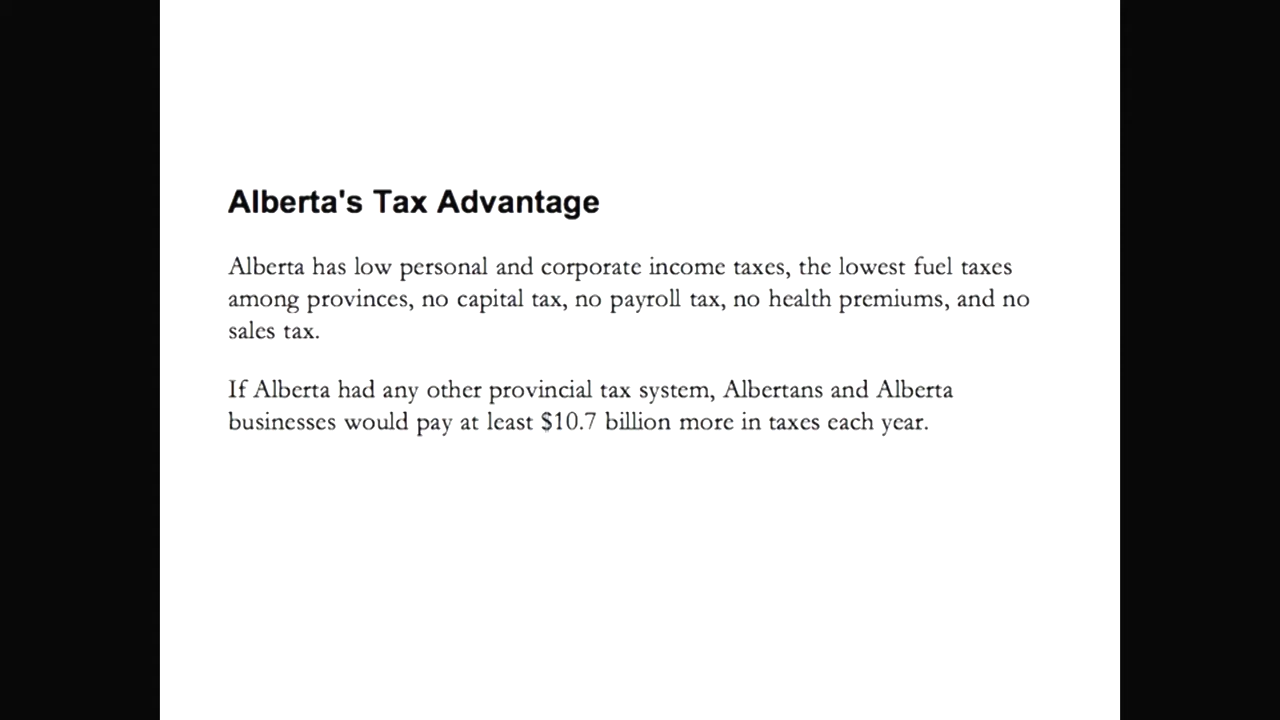 Alberta's Tax Advantage
Alberta has low personal and corporate income taxes, the lowest fuel taxes
among provinces, no capital tax, no payroll tax, no health premiums, and no
sales tax.
If Alberta had any other provincial tax system, Albertans and Alberta
businesses would pay at least $10.7 billion more in taxes each year.